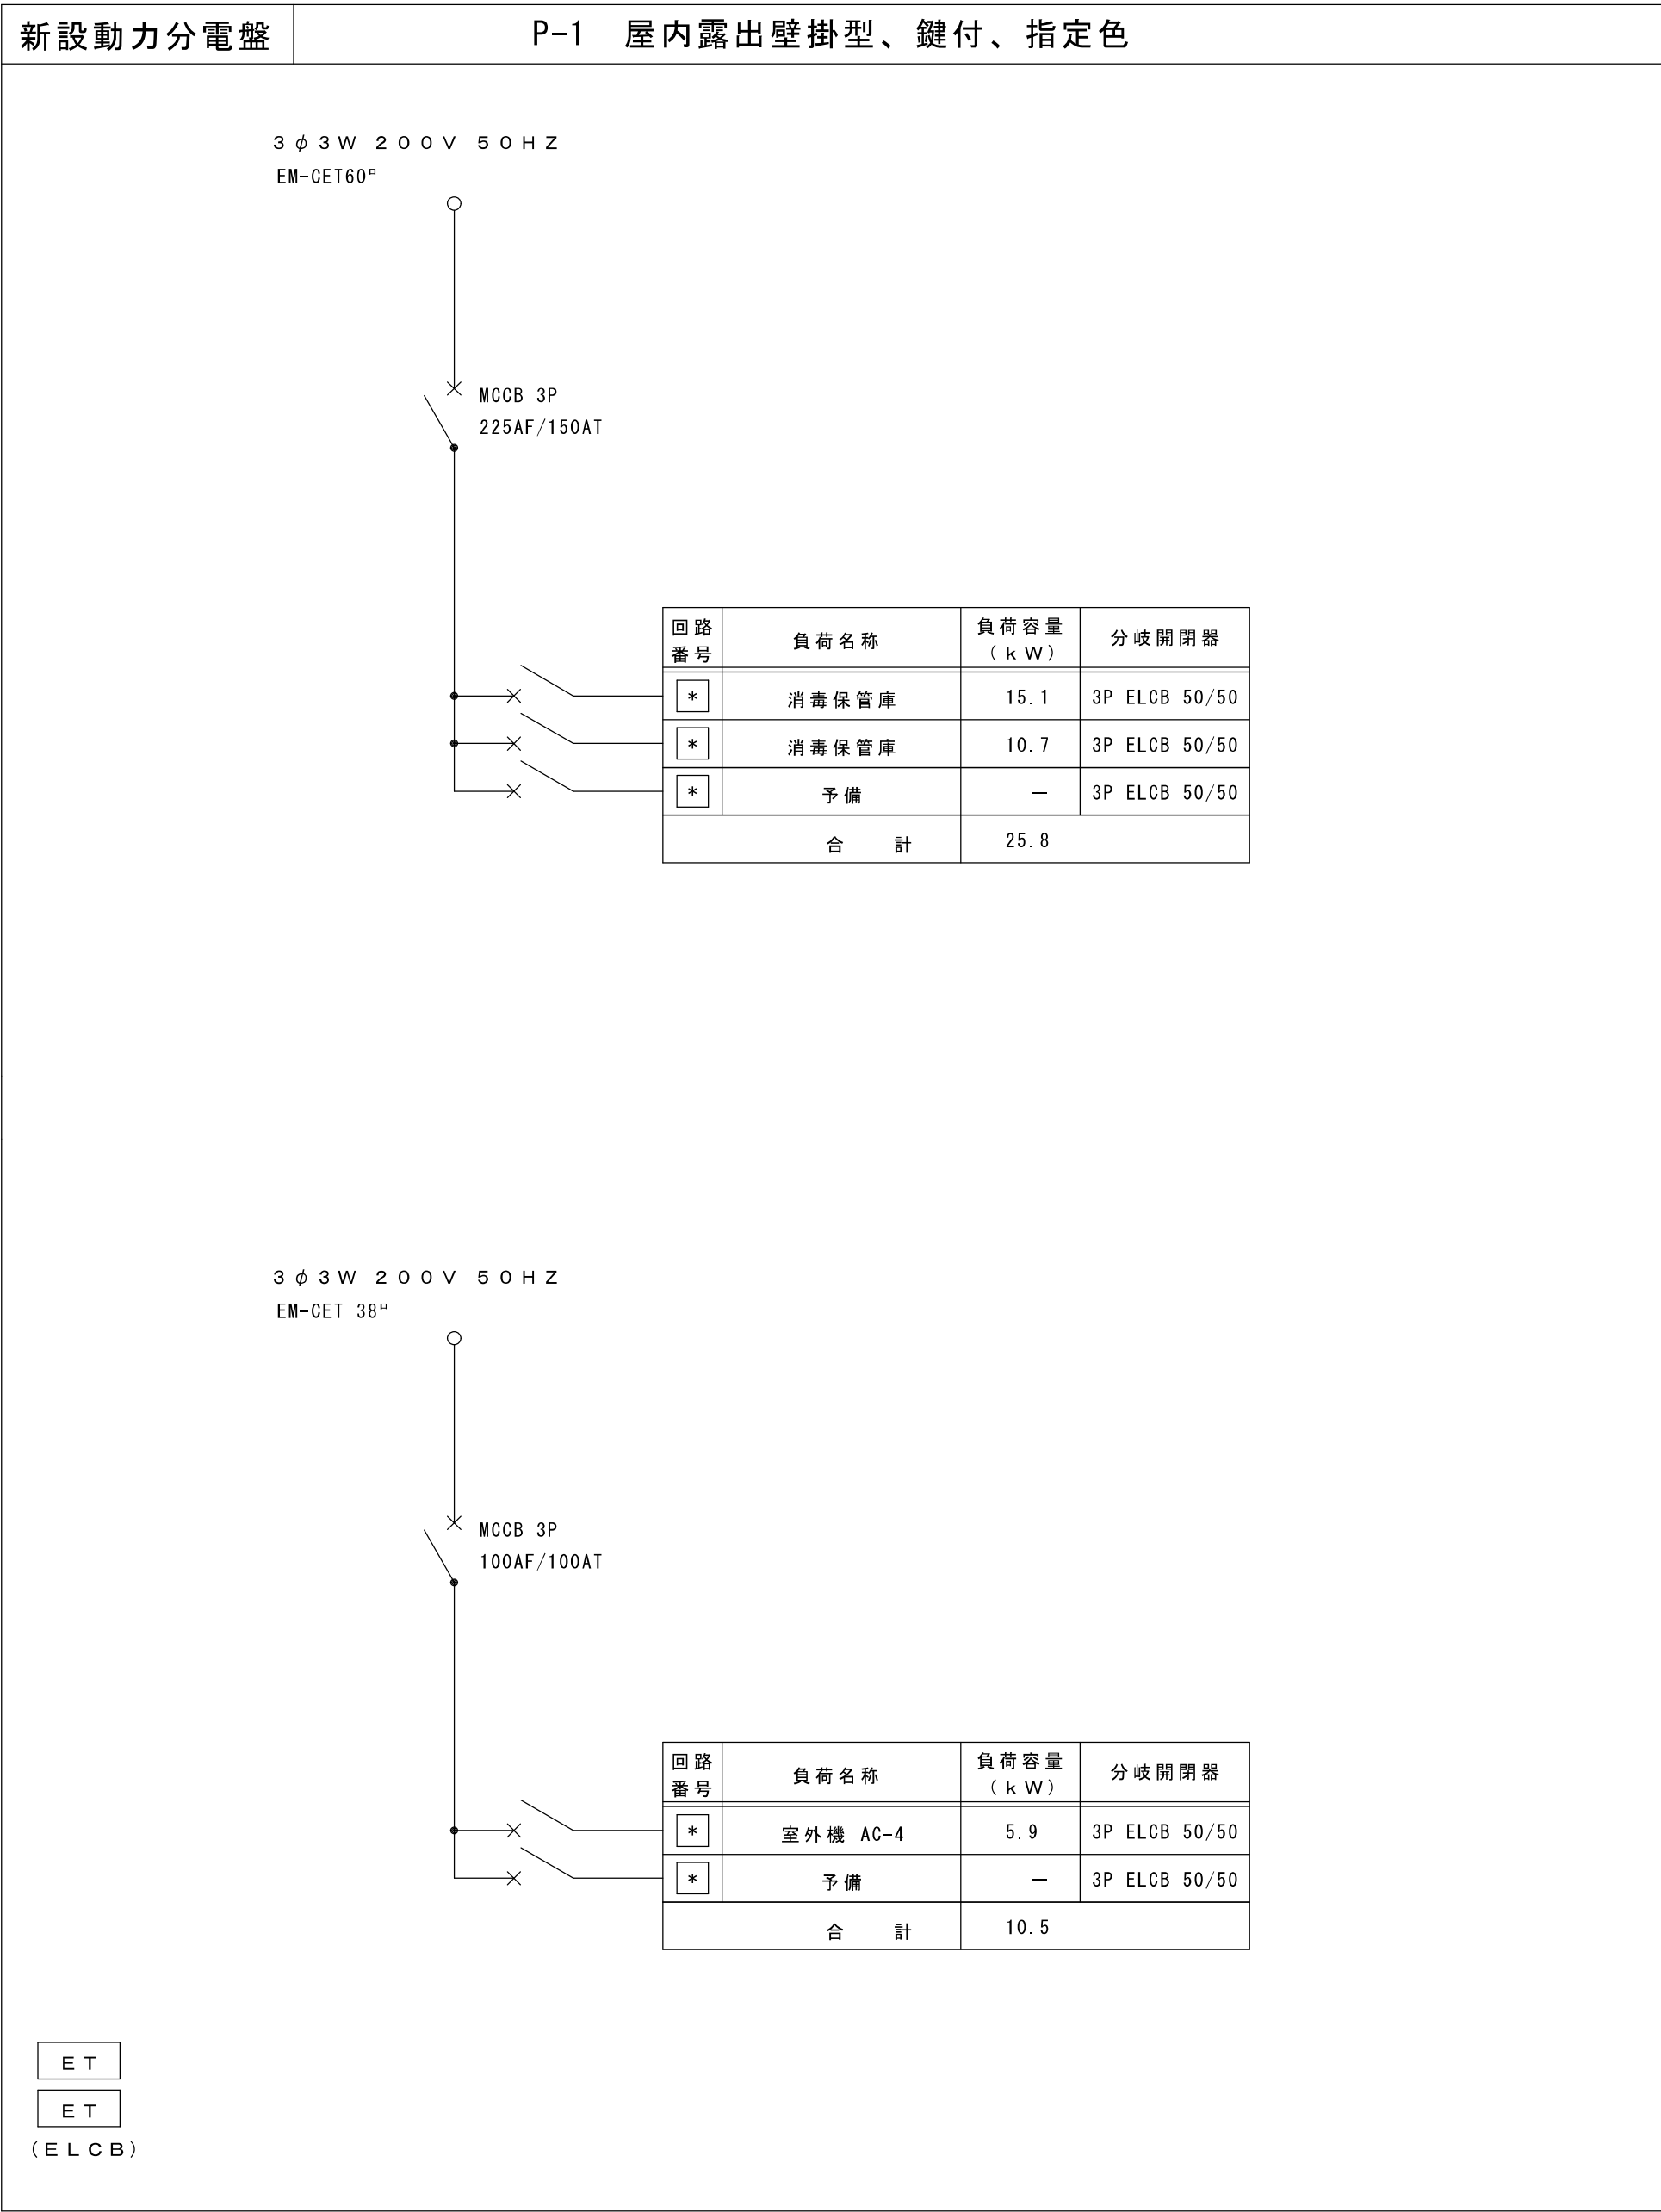 新設動力分電盤 P-1 屋内露出壁掛型、鍵付、指定色
3φ3W 200V 50HZ
EM-CET60□
MCCB 3P
225AF/150AT
回路番号 負荷名称 負荷容量(kW) 分岐開閉器
* 消毒保管庫 15.1 3P ELCB 50/50
* 消毒保管庫 10.7 3P ELCB 50/50
* 予備 ― 3P ELCB 50/50
合計 25.8
3φ3W 200V 50HZ
EM-CET 38□
MCCB 3P
100AF/100AT
回路番号 負荷名称 負荷容量(kW) 分岐開閉器
* 室外機 AC-4 5.9 3P ELCB 50/50
* 予備 ― 3P ELCB 50/50
合計 10.5
ET
ET
(ELCB)